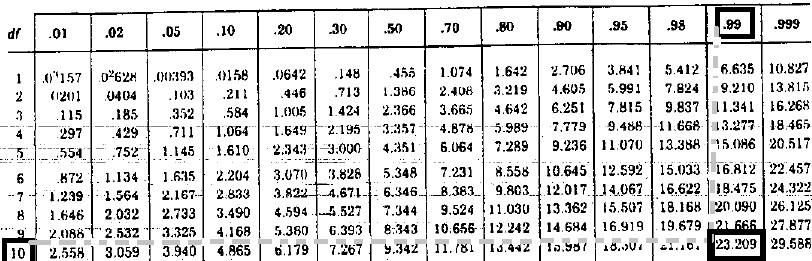 df .01 .02 .05 .10 .20 .30 .50 .70 .80 .90 .95 .98 .99 .999
1 .0³157 .0²628 .00393 .0158 .0642 .148 .455 1.074 1.642 2.706 3.841 5.412 6.635 10.827
2 .0201 .0404 .103 .211 .446 .713 1.386 2.408 3.219 4.605 5.991 7.824 9.210 13.815
3 .115 .185 .352 .584 1.005 1.424 2.366 3.665 4.642 6.251 7.815 9.837 11.341 16.268
4 .297 .429 .711 1.064 1.649 2.195 3.357 4.878 5.989 7.779 9.488 11.668 13.277 18.465
5 .554 .752 1.145 1.610 2.343 3.000 4.351 6.064 7.289 9.236 11.070 13.388 15.086 20.517
6 .872 1.134 1.635 2.204 3.070 3.828 5.348 7.231 8.558 10.645 12.592 15.033 16.812 22.457
7 1.239 1.564 2.167 2.833 3.822 4.671 6.346 8.383 9.803 12.017 14.067 16.622 18.475 24.322
8 1.646 2.032 2.733 3.490 4.594 5.527 7.344 9.524 11.030 13.362 15.507 18.168 20.090 26.125
9 2.088 2.532 3.325 4.168 5.380 6.393 8.343 10.656 12.242 14.684 16.919 19.679 21.666 27.877
10 2.558 3.059 3.940 4.865 6.179 7.267 9.342 11.781 13.442 15.987 18.307 21.161 23.209 29.588